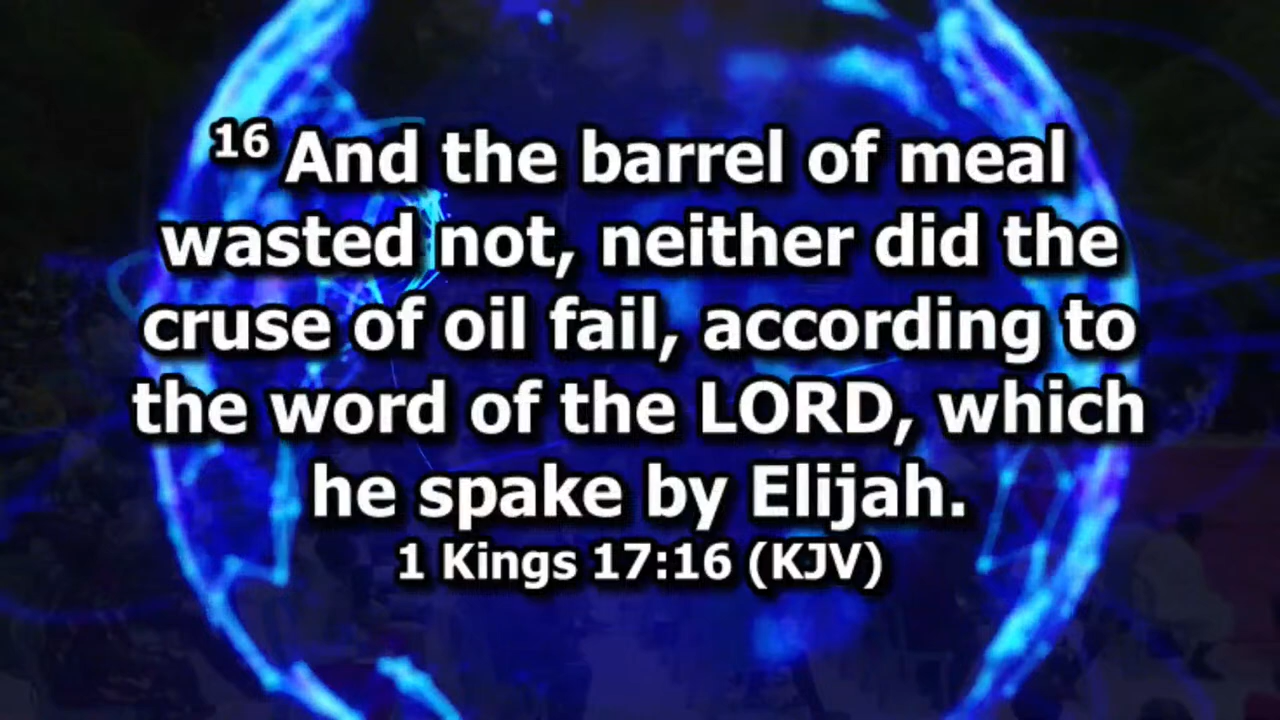 16 And the barrel of meal
wasted not, neither did the
cruse of oil fail, according to
the word of the LORD, which
he spake by Elijah.
1 Kings 17:16 (KJV)